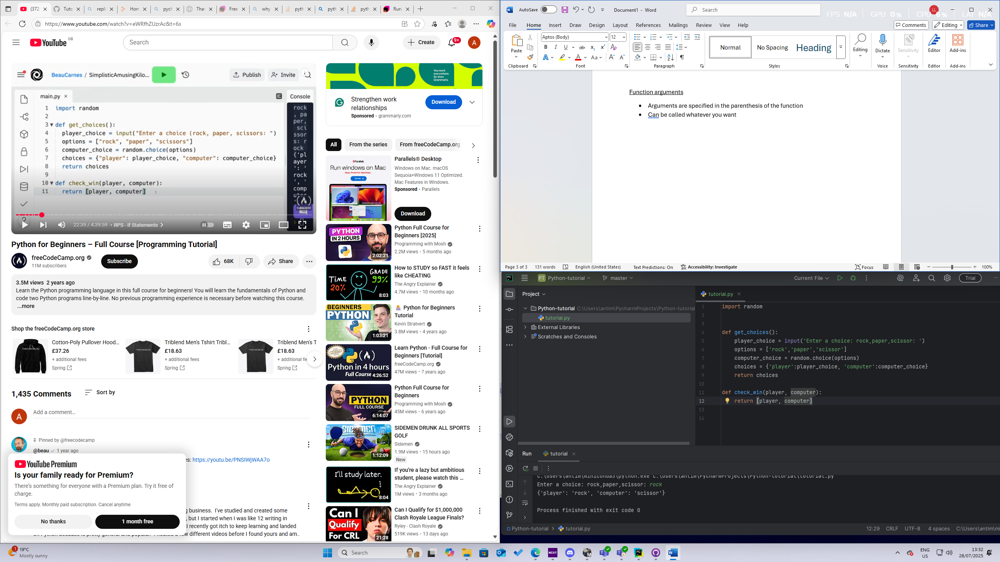 (372
Tuto
repli
Hom
pych
Thar
Free
why
pyth
pyth
pyth
Run,
https://www.youtube.com/watch?v=eWRfhZUzrAc&t=6s
YouTube GB
Search
Create
9+
A
BeauCarnes / SimplisticAmusingKilo...
Publish
Invite
main.py
Console
1 import random
2
3 def get_choices():
4 player_choice = input("Enter a choice (rock, paper, scissors: ")
5 options = ["rock", "paper", "scissors"]
6 computer_choice = random.choice(options)
7 choices = {"player": player_choice, "computer": computer_choice}
8 return choices
9
10 def check_win(player, computer):
11 return [player, computer]
rock
, pa
per,
sci
ssor
s: r
ock
{'pl
ayer
': '
rock
', '
comp
uter
SUBSCRIBE
22:39 / 4:39:59 • RPS - If Statements
Python for Beginners – Full Course [Programming Tutorial]
freeCodeCamp.org
11M subscribers
Subscribe
68K
Share
3.5M views 2 years ago
Learn the Python programming language in this full course for beginners! You will learn the fundamentals of Python and
code two Python programs line-by-line. No previous programming experience is necessary before watching this course.
...more
Shop the freeCodeCamp.org store
Cotton-Poly Pullover Hood...
£37.26
+ additional fees
Spring
Triblend Men's Tshirt Tribl...
£18.63
+ additional fees
Spring
Triblend Men's T
£18.63
+ additional fe
Spring
1,435 Comments
Sort by
A
Add a comment...
Pinned by @freecodecamp
@beau 1 year ago
es: https://youtu.be/PNSIWjWAA7o
YouTube Premium
Is your family ready for Premium?
There's something for everyone with a Premium plan. Try it free of
charge.
Terms apply. Monthly paid subscription. Cancel anytime
No thanks
1 month free
g business. I've studied and created some
, but I started when I was like 12 writing in
I recently got itch to keep learning and landed
few different videos before I found yours and am...
You work
everywhere.
So does
Grammarly.
Strengthen work
relationships
Sponsored · grammarly.com
Download
All
From the series
From freeCodeCamp.org
Parallels
Run windows on Mac
Easy. Powerful. Seamless.
Try free
Parallels® Desktop
Windows on Mac. macOS
Sequoia+Windows 11 Optimized.
Mac Features in Windows.
Sponsored · Parallels
Download
PYTHON
IN 2 HOURS
2:02:21
Python Full Course for
Beginners [2025]
Programming with Mosh
2.2M views · 5 months ago
TIME
20%
GRADE
99%
8:03
How to STUDY so FAST it feels
like CHEATING
The Angry Explainer
4.7M views · 10 months ago
BEGINNERS
PYTHON
1:03:21
Python for Beginners
Tutorial
Kevin Stratvert
3.8M views · 4 years ago
Python in 4 hours
Full Course
4:26:52
Learn Python - Full Course for
Beginners [Tutorial]
freeCodeCamp.org
47M views · 7 years ago
PYTHON
FULL COURSE
6:14:07
Python Full Course for
Beginners
Programming with Mosh
45M views · 6 years ago
SIDEMEN
1:12:09
SIDEMEN DRUNK ALL SPORTS
GOLF
Sidemen
1.9M views · 15 hours ago
New
I'll study later.
8:04
If you're a lazy but ambitious
student, please watch this ...
The Angry Explainer
1M views · 3 months ago
Can I
Qualify
For CRL
21:28
Can I Qualify for $1,000,000
Clash Royale League Finals?
Ryley - Clash Royale
519K views · 13 days ago
AutoSave
Document1 - Word
Search
LL
FPS N/A
GPU 0 %
CPU 6 %
LAT N/A
File
Home
Insert
Draw
Design
Layout
References
Mailings
Review
View
Help
Comments
Editing
Share
Paste
Aptos (Body)
12
B I U ab x₂ x²
A Aa A A
Normal
No Spacing
Heading
Editing
Dictate
Sensitivity
Editor
Add-ins
Clipboard
Font
Paragraph
Styles
Voice
Sensitivity
Editor
Add-ins
Function arguments
• Arguments are specified in the parenthesis of the function
• Can be called whatever you want
Page 3 of 3
131 words
English (United States)
Text Predictions: On
Accessibility: Investigate
Focus
100%
PC
PT Python-tutorial
master
Current File
Trial
Project
tutorial.py
Python-tutorial C:\Users\antim\PycharmProjects\Python-tutorial
tutorial.py
External Libraries
Scratches and Consoles
1 import random
2
3
4 def get_choices():
5 player_choice = input('Enter a choice: rock,paper,scissor: ')
6 options = ['rock','paper','scissor']
7 computer_choice = random.choice(options)
8 choices = {'player':player_choice, 'computer':computer_choice}
9 return choices
10
11 def check_win(player, computer):
12 return [player, computer]
13
14
Run
tutorial
C:\Users\antim\miniconda3\python.exe C:\Users\antim\PycharmProjects\Python-tutorial\tutorial.py
Enter a choice: rock,paper,scissor: rock
{'player': 'rock', 'computer': 'scissor'}
Process finished with exit code 0
Python-tutorial > tutorial.py
12:29 CRLF UTF-8 4 spaces C:\Users\antim\mi
1
19°C
Mostly sunny
Search
NZXT
ENG
US
13:32
28/07/2025